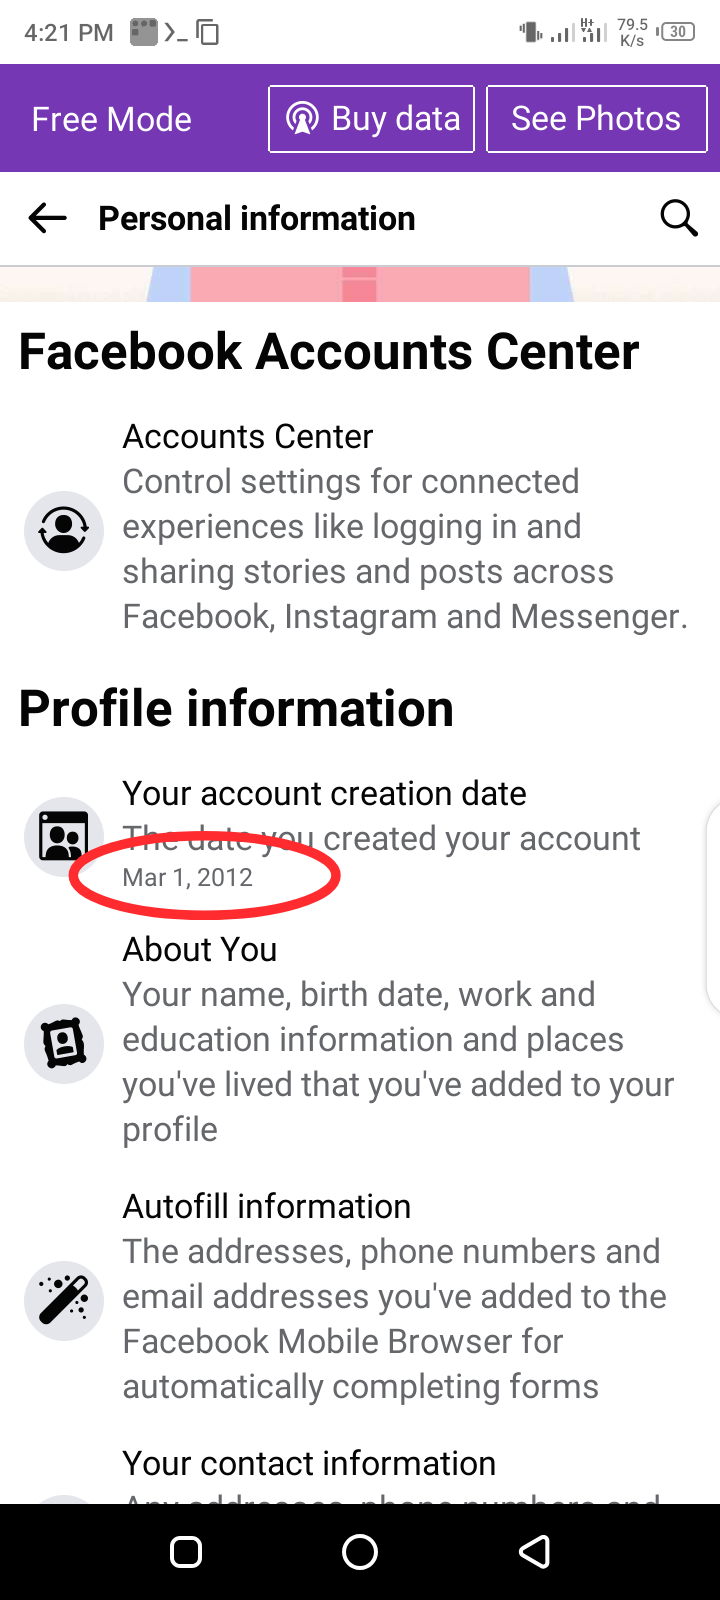 4:21 PM
H+
79.5
K/s
30
Free Mode
Buy data
See Photos
Personal information
Facebook Accounts Center
Accounts Center
Control settings for connected
experiences like logging in and
sharing stories and posts across
Facebook, Instagram and Messenger.
Profile information
Your account creation date
The date you created your account
Mar 1, 2012
About You
Your name, birth date, work and
education information and places
you've lived that you've added to your
profile
Autofill information
The addresses, phone numbers and
email addresses you've added to the
Facebook Mobile Browser for
automatically completing forms
Your contact information
Any addresses, phone numbers and